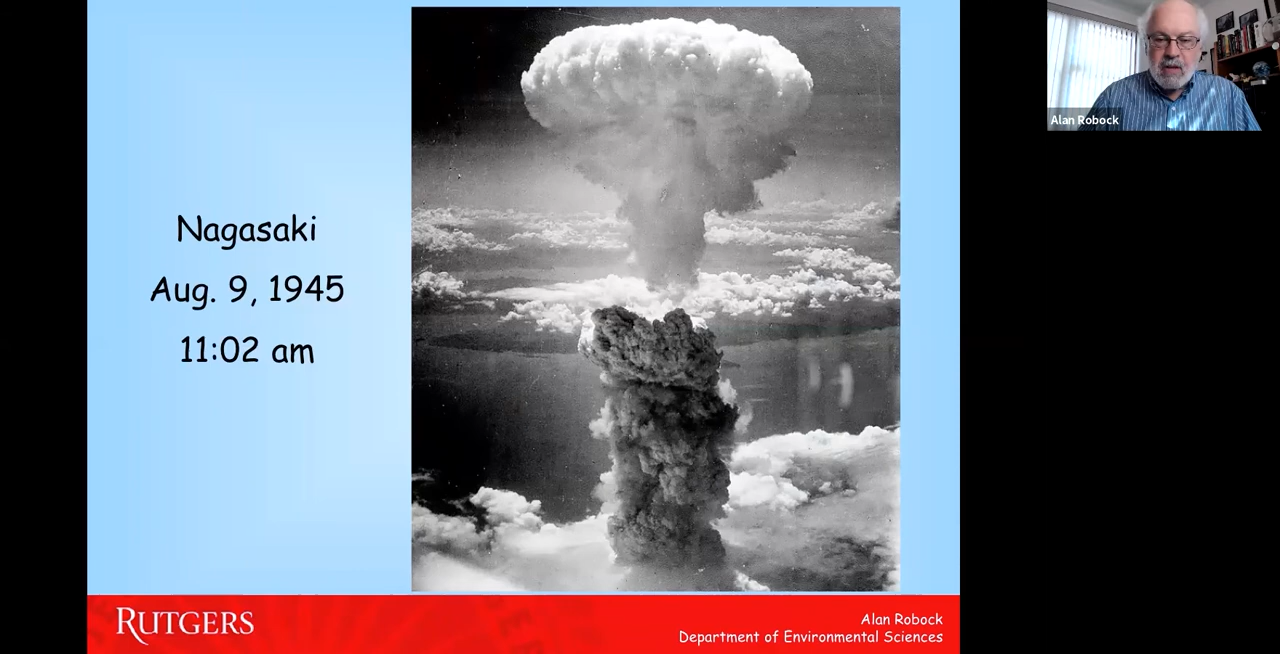 Nagasaki
Aug. 9, 1945
11:02 am
RUTGERS
Alan Robock
Department of Environmental Sciences
Alan Robock